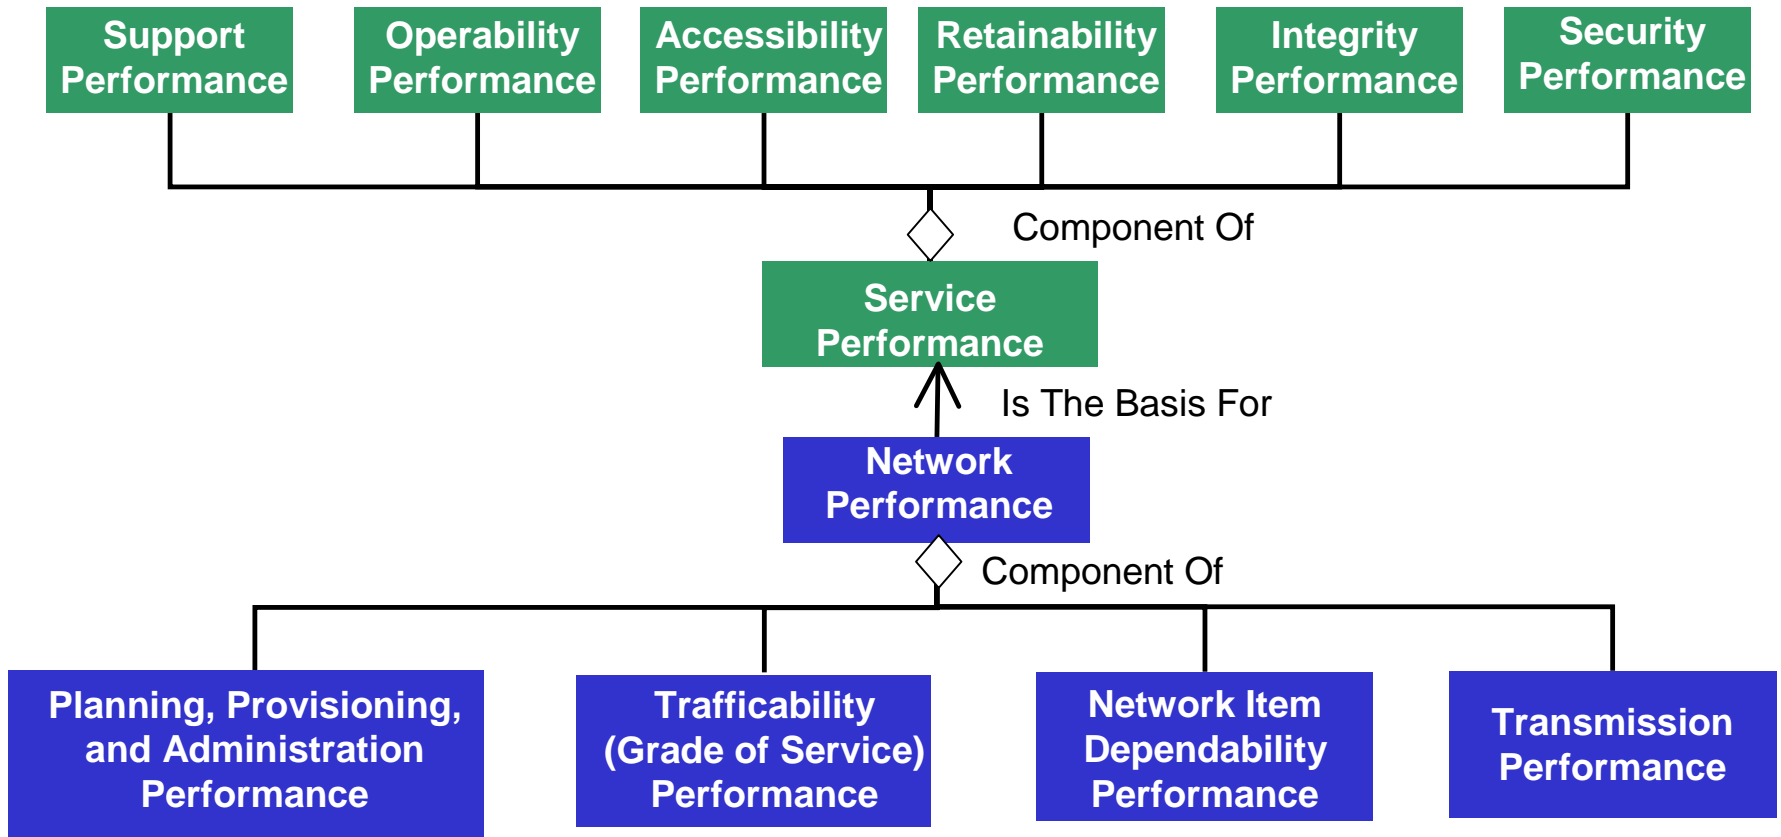 Support
Performance
Operability
Performance
Accessibility
Performance
Retainability
Performance
Integrity
Performance
Security
Performance
Component Of
Service
Performance
Is The Basis For
Network
Performance
Component Of
Planning, Provisioning,
and Administration
Performance
Trafficability
(Grade of Service)
Performance
Network Item
Dependability
Performance
Transmission
Performance